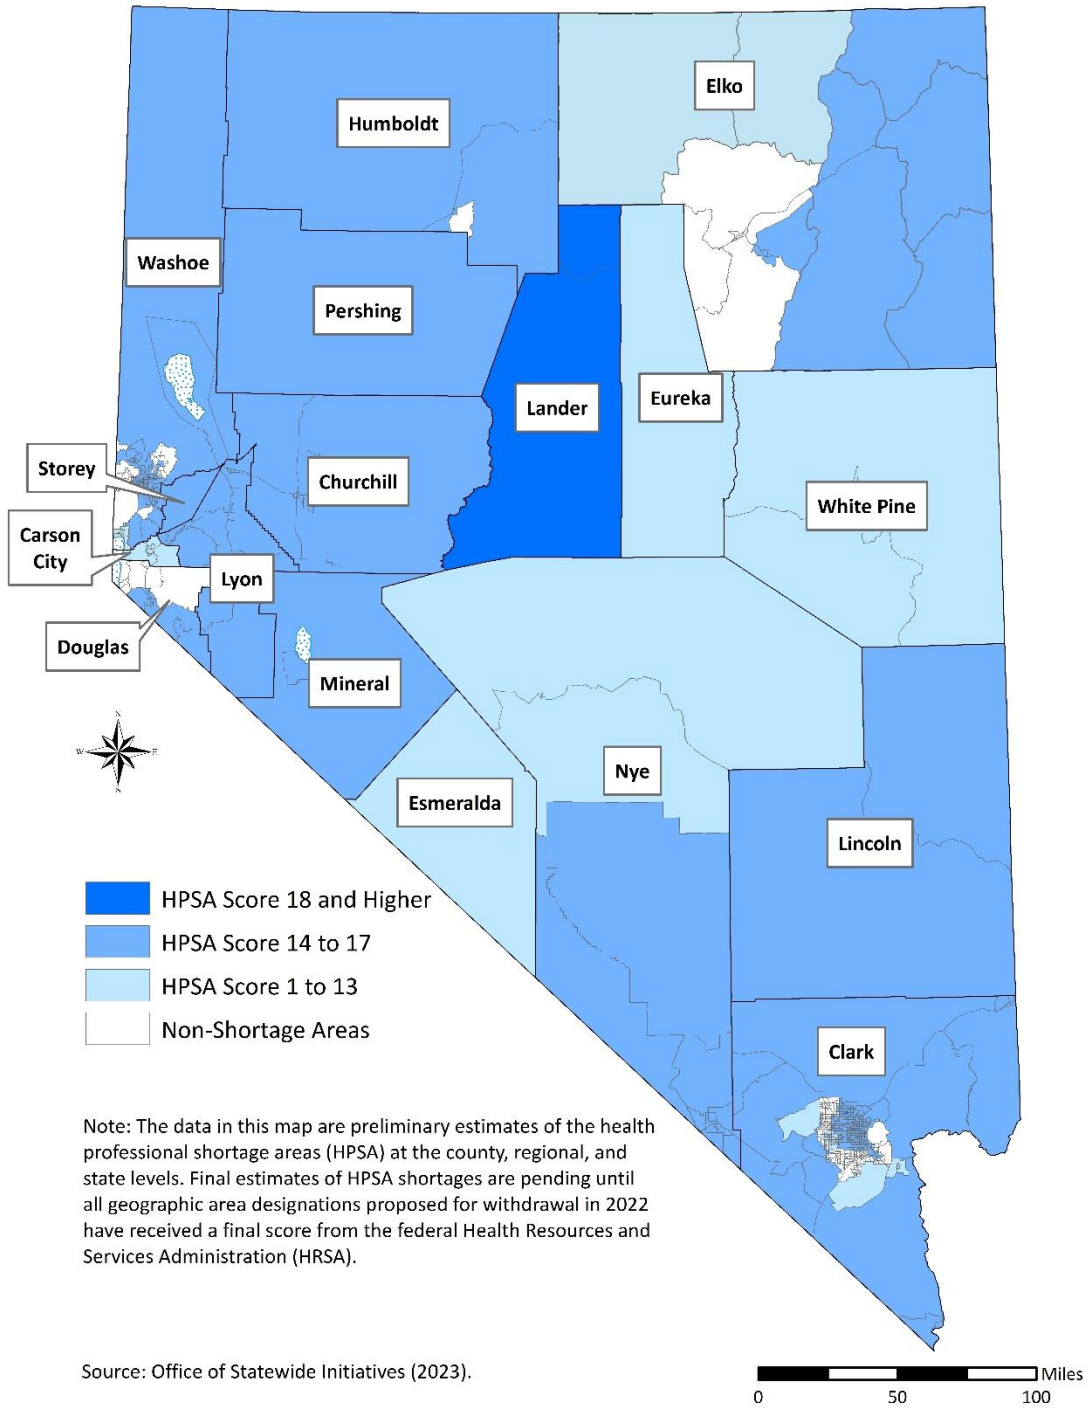 Elko
Humboldt
Washoe
Pershing
Eureka
Lander
Storey
Churchill
White Pine
Carson
City
Lyon
Douglas
Mineral
N
W
E
S
Nye
Esmeralda
Lincoln
HPSA Score 18 and Higher
HPSA Score 14 to 17
HPSA Score 1 to 13
Non-Shortage Areas
Clark
Note: The data in this map are preliminary estimates of the health
professional shortage areas (HPSA) at the county, regional, and
state levels. Final estimates of HPSA shortages are pending until
all geographic area designations proposed for withdrawal in 2022
have received a final score from the federal Health Resources and
Services Administration (HRSA).
Source: Office of Statewide Initiatives (2023).
Miles
0 50 100